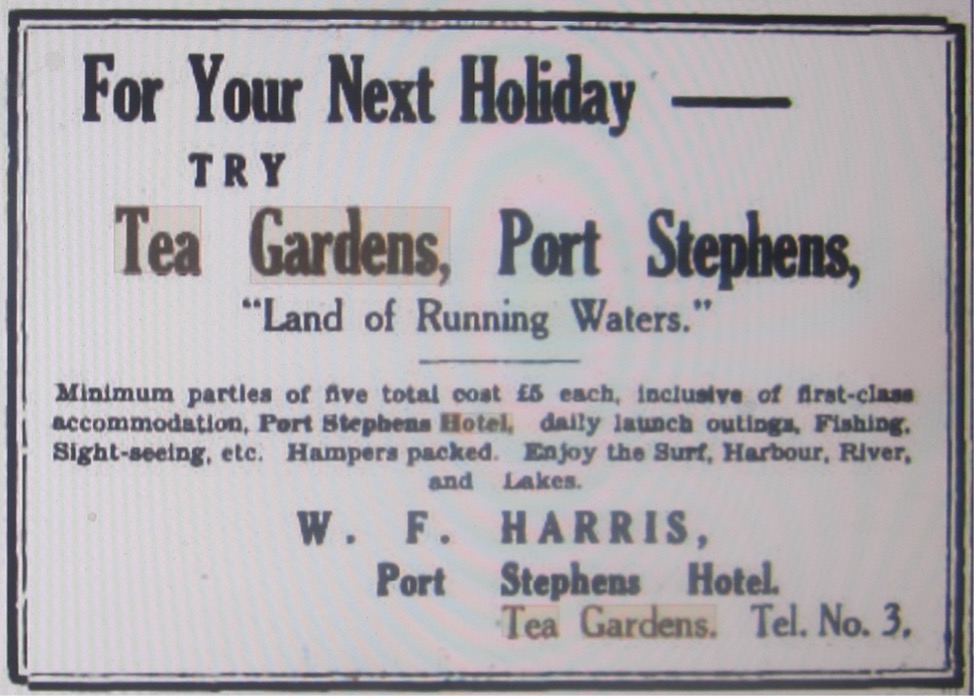 For Your Next Holiday —
TRY
Tea Gardens, Port Stephens,
"Land of Running Waters."
Minimum parties of five total cost £5 each, inclusive of first-class
accommodation, Port Stephens Hotel, daily launch outings, Fishing,
Sight-seeing, etc. Hampers packed. Enjoy the Surf, Harbour, River,
and Lakes.
W. F. HARRIS,
Port Stephens Hotel.
Tea Gardens. Tel. No. 3.